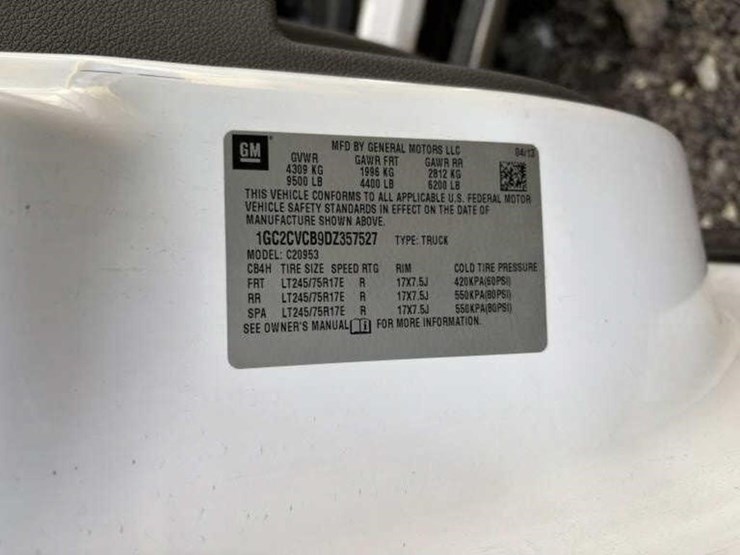 GM MFD BY GENERAL MOTORS LLC 04/13
GVWR GAWR FRT GAWR RR
4309 KG 1996 KG 2812 KG
9500 LB 4400 LB 6200 LB
THIS VEHICLE CONFORMS TO ALL APPLICABLE U.S. FEDERAL MOTOR
VEHICLE SAFETY STANDARDS IN EFFECT ON THE DATE OF
MANUFACTURE SHOWN ABOVE.
1GC2CVCB9DZ357527 TYPE: TRUCK
MODEL: C20953
CB4H TIRE SIZE SPEED RTG RIM COLD TIRE PRESSURE
FRT LT245/75R17E R 17X7.5J 420KPA(60PSI)
RR LT245/75R17E R 17X7.5J 550KPA(80PSI)
SPA LT245/75R17E R 17X7.5J 550KPA(80PSI)
SEE OWNER'S MANUAL FOR MORE INFORMATION.